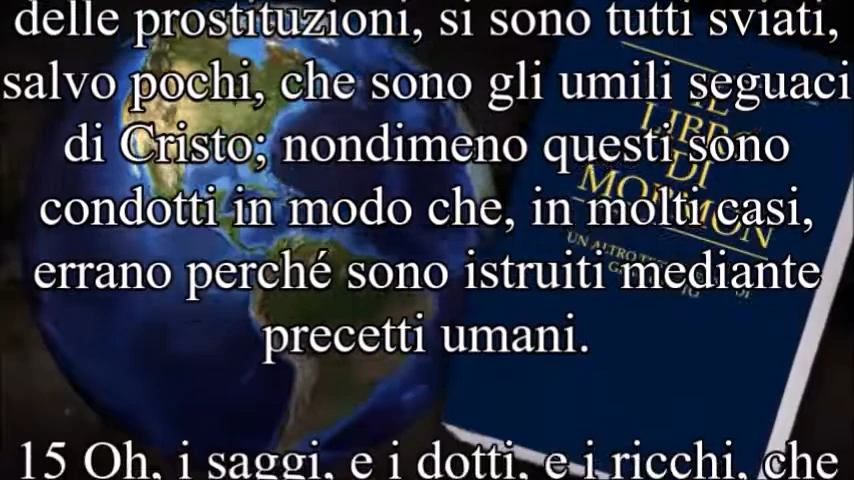 delle prostituzioni, si sono tutti sviati,
salvo pochi, che sono gli umili seguaci
di Cristo; nondimeno questi sono
condotti in modo che, in molti casi,
errano perché sono istruiti mediante
precetti umani.
15 Oh, i saggi, e i dotti, e i ricchi, che
IL
LIBRO
DI
MORMON
UN ALTRO